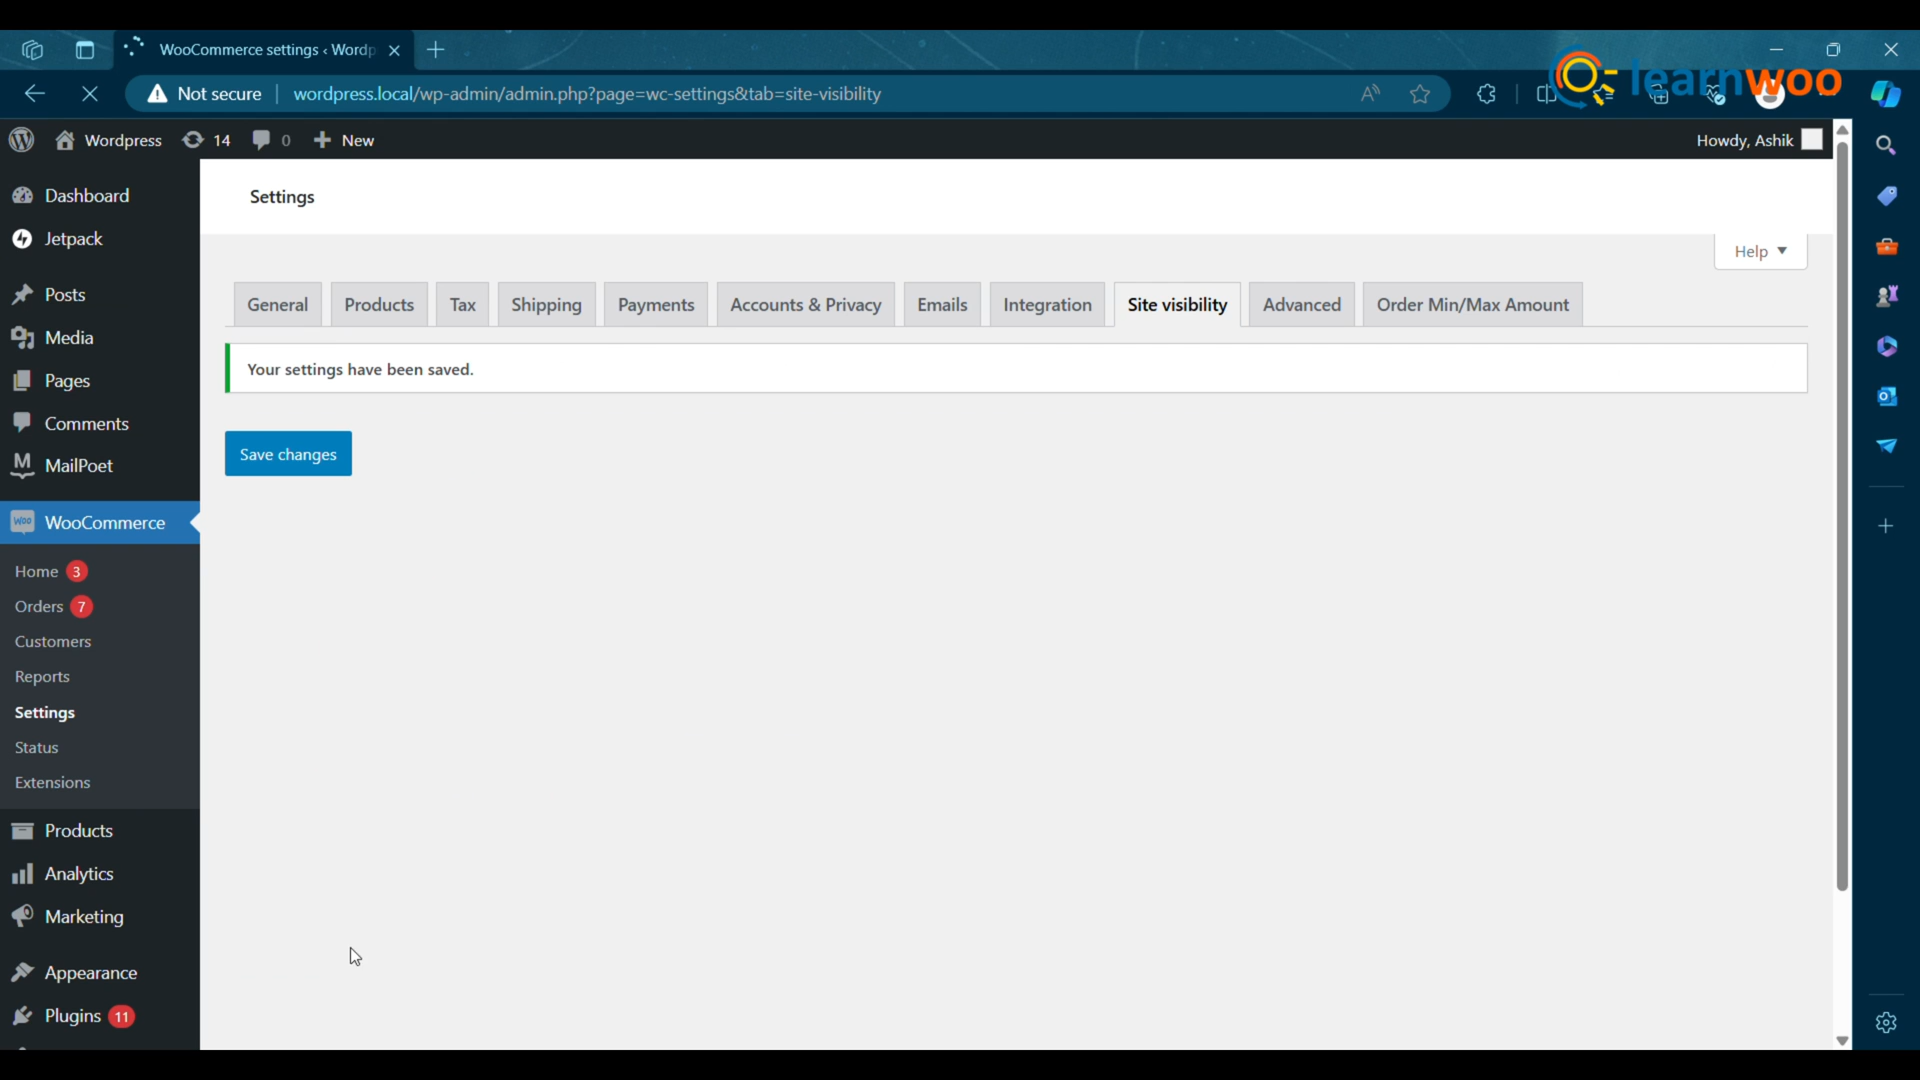 WooCommerce settings ‹ Wordp
learnwoo
Not secure
wordpress.local/wp-admin/admin.php?page=wc-settings&tab=site-visibility
Wordpress 14 0 New
Howdy, Ashik
Dashboard
Jetpack
Posts
Media
Pages
Comments
MailPoet
WooCommerce
Home 3
Orders 7
Customers
Reports
Settings
Status
Extensions
Products
Analytics
Marketing
Appearance
Plugins 11
Settings
Help
General Products Tax Shipping Payments Accounts & Privacy Emails Integration Site visibility Advanced Order Min/Max Amount
Your settings have been saved.
Save changes